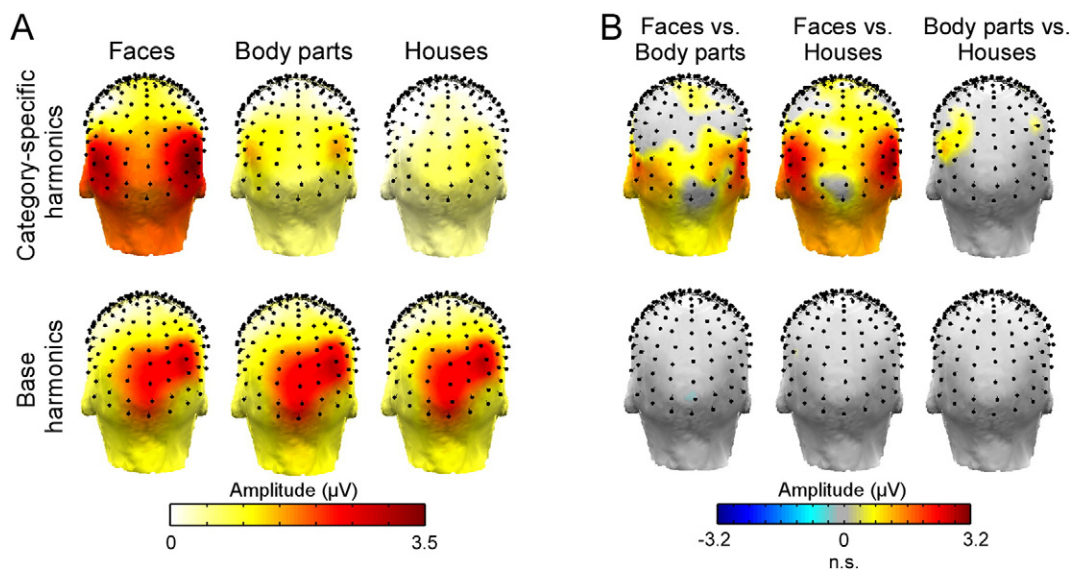 A
Faces
Body parts
Houses
Category-specific
harmonics
Base
harmonics
Amplitude (µV)
0
3.5
B
Faces vs.
Body parts
Faces vs.
Houses
Body parts vs.
Houses
Amplitude (µV)
-3.2
0
3.2
n.s.